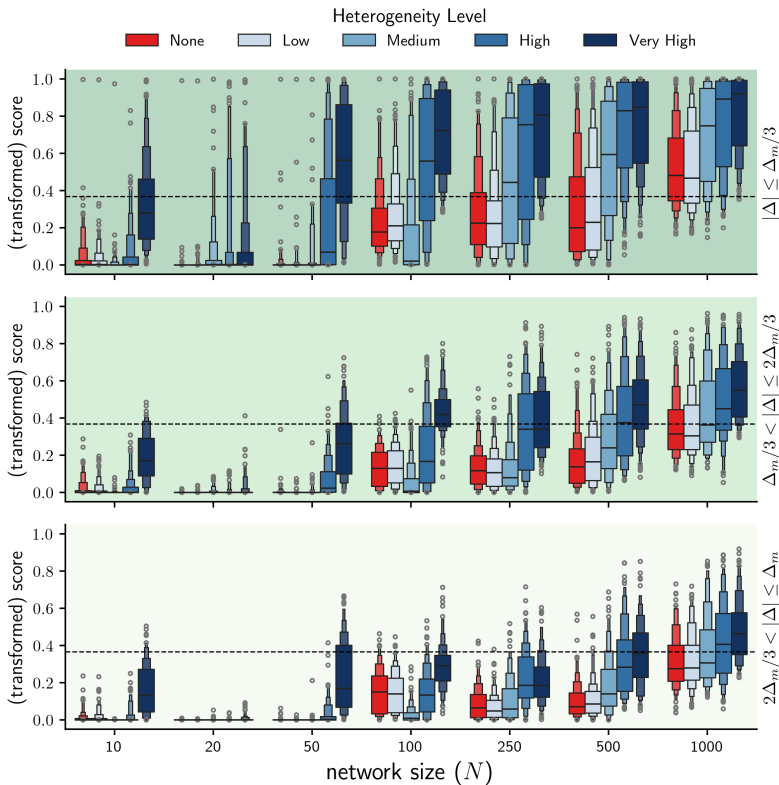 Heterogeneity Level
None Low Medium High Very High
1.0
0.8
0.6
0.4
0.2
0.0
(transformed) score
|Δ| ≤ Δm/3
1.0
0.8
0.6
0.4
0.2
0.0
(transformed) score
Δm/3 < |Δ| ≤ 2Δm/3
1.0
0.8
0.6
0.4
0.2
0.0
(transformed) score
2Δm/3 < |Δ| ≤ Δm
10 20 50 100 250 500 1000
network size (N)